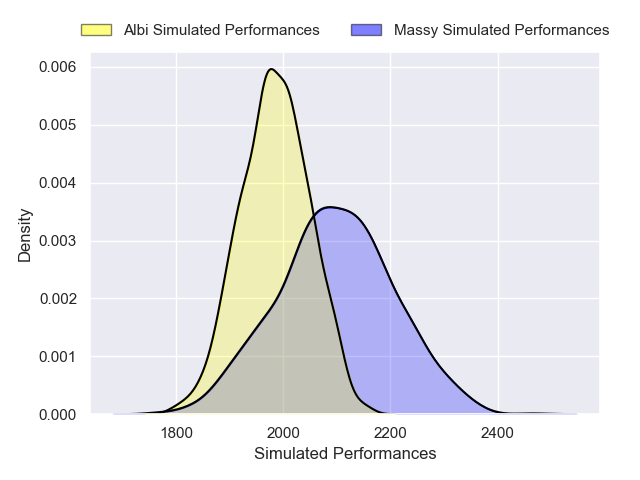 Albi Simulated Performances Massy Simulated Performances
0.006
0.005
0.004
0.003
0.002
0.001
0.000
Density
1800 2000 2200 2400
Simulated Performances